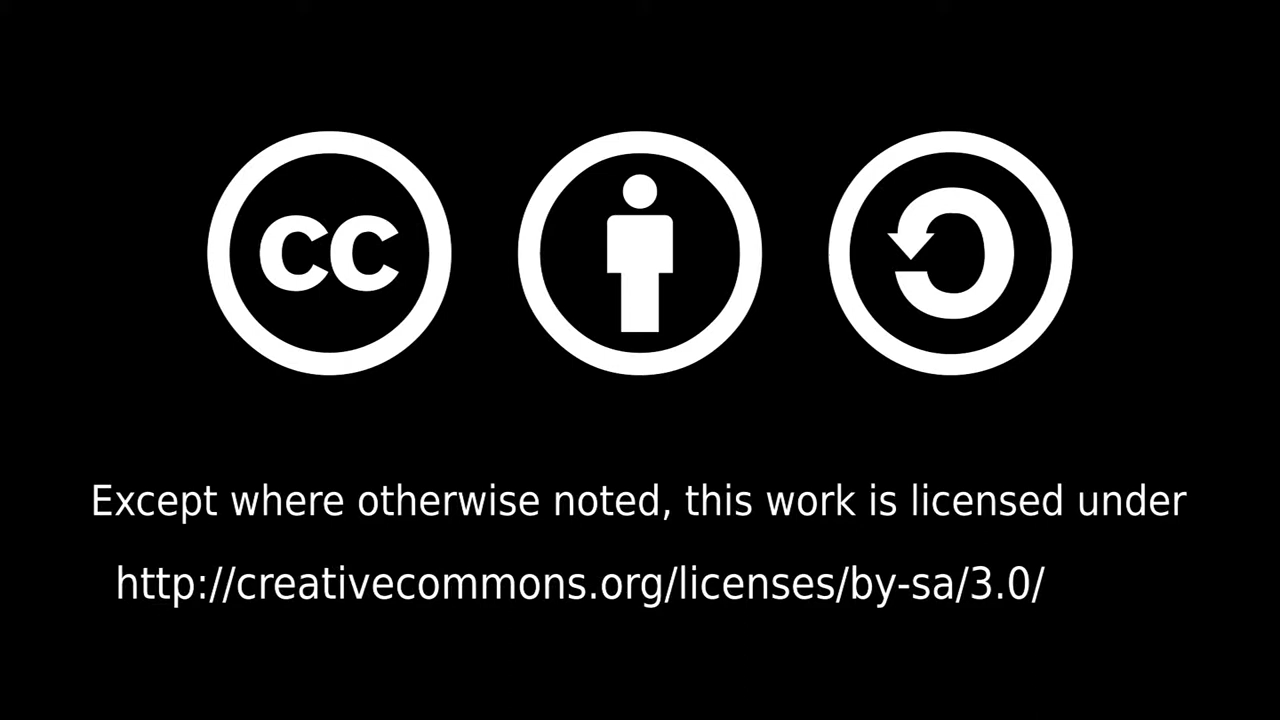 cc
Except where otherwise noted, this work is licensed under
http://creativecommons.org/licenses/by-sa/3.0/